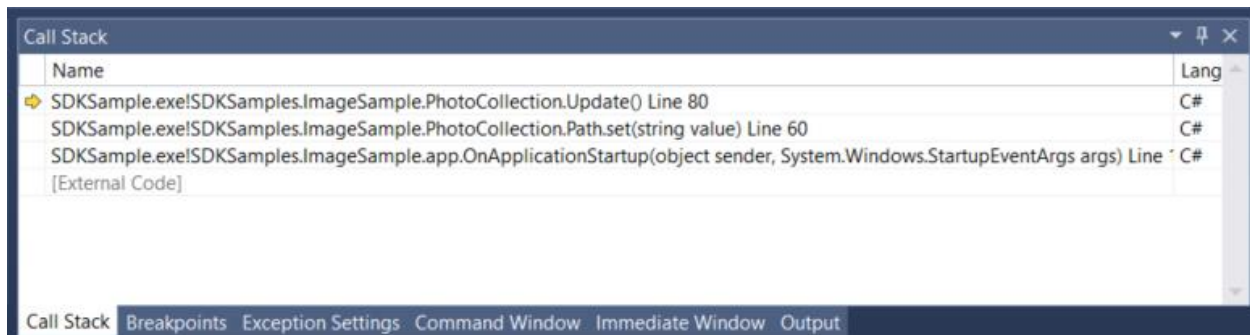 Call Stack
Name Lang
SDKSample.exe!SDKSamples.ImageSample.PhotoCollection.Update() Line 80 C#
SDKSample.exe!SDKSamples.ImageSample.PhotoCollection.Path.set(string value) Line 60 C#
SDKSample.exe!SDKSamples.ImageSample.app.OnApplicationStartup(object sender, System.Windows.StartupEventArgs args) Line C#
[External Code]
Call Stack Breakpoints Exception Settings Command Window Immediate Window Output